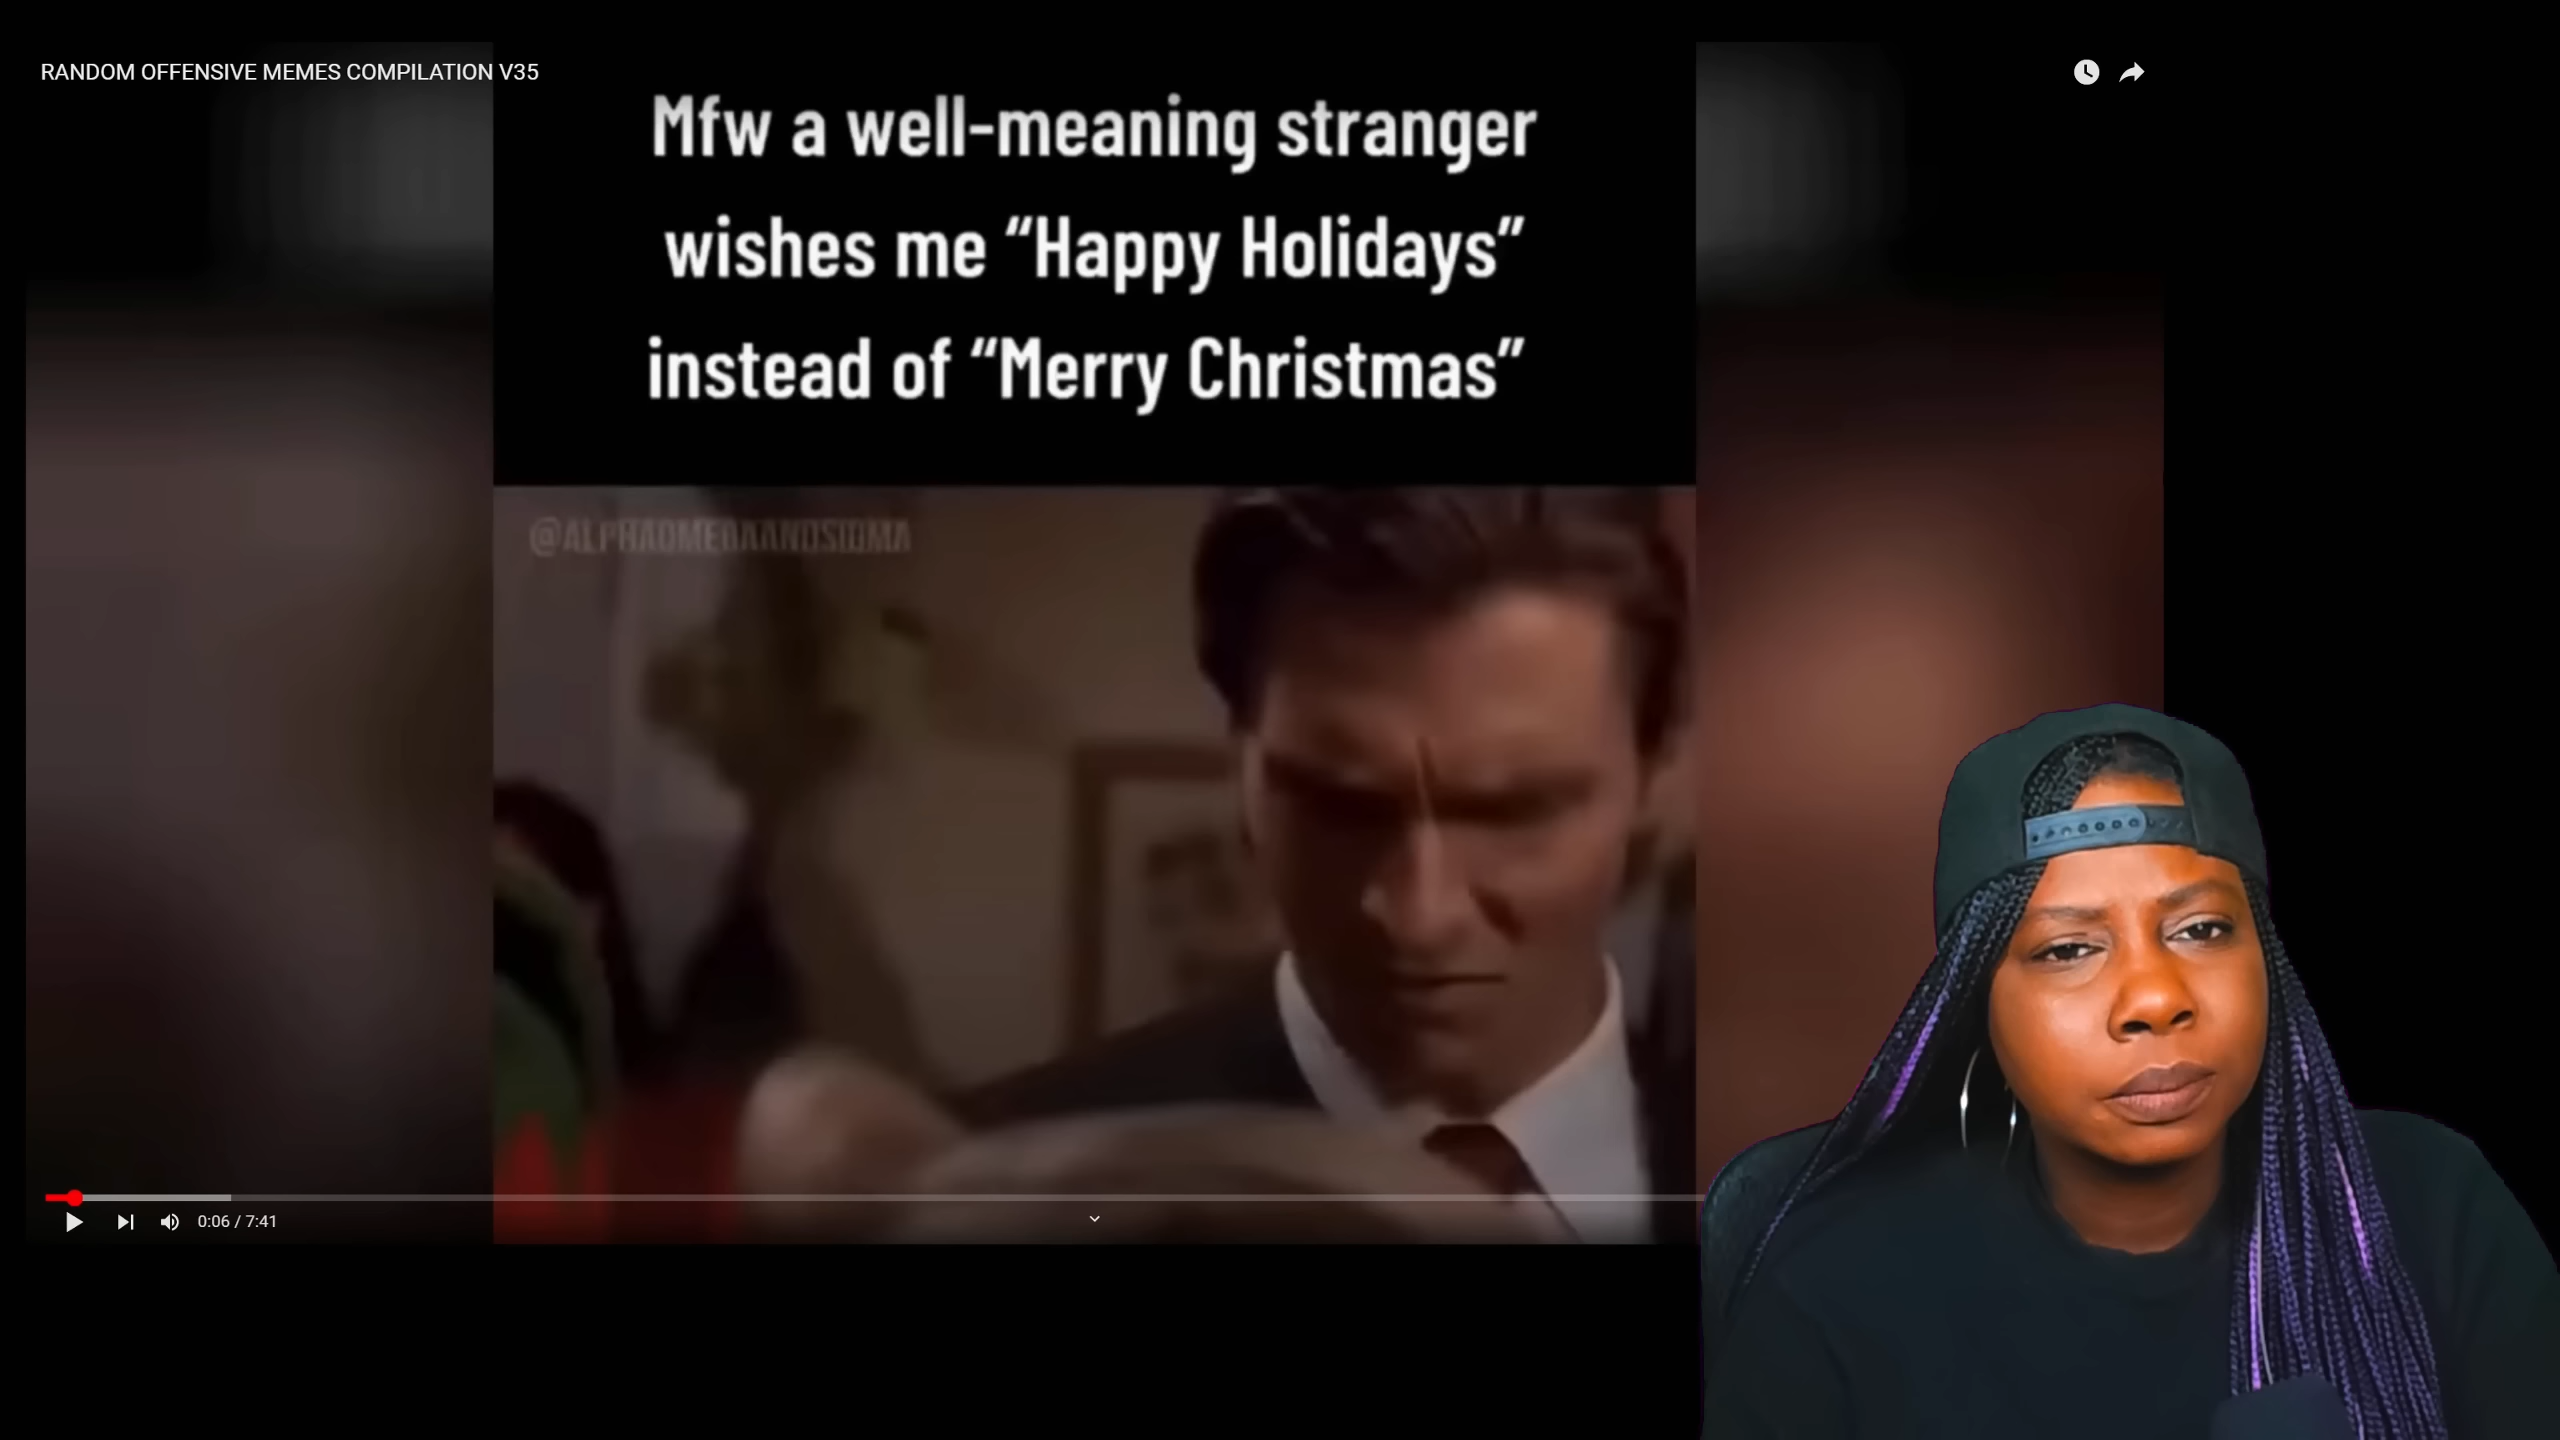 RANDOM OFFENSIVE MEMES COMPILATION V35
Mfw a well-meaning stranger
wishes me “Happy Holidays”
instead of “Merry Christmas”
@ALPHAOMEGAANDSIGMA
0:06 / 7:41